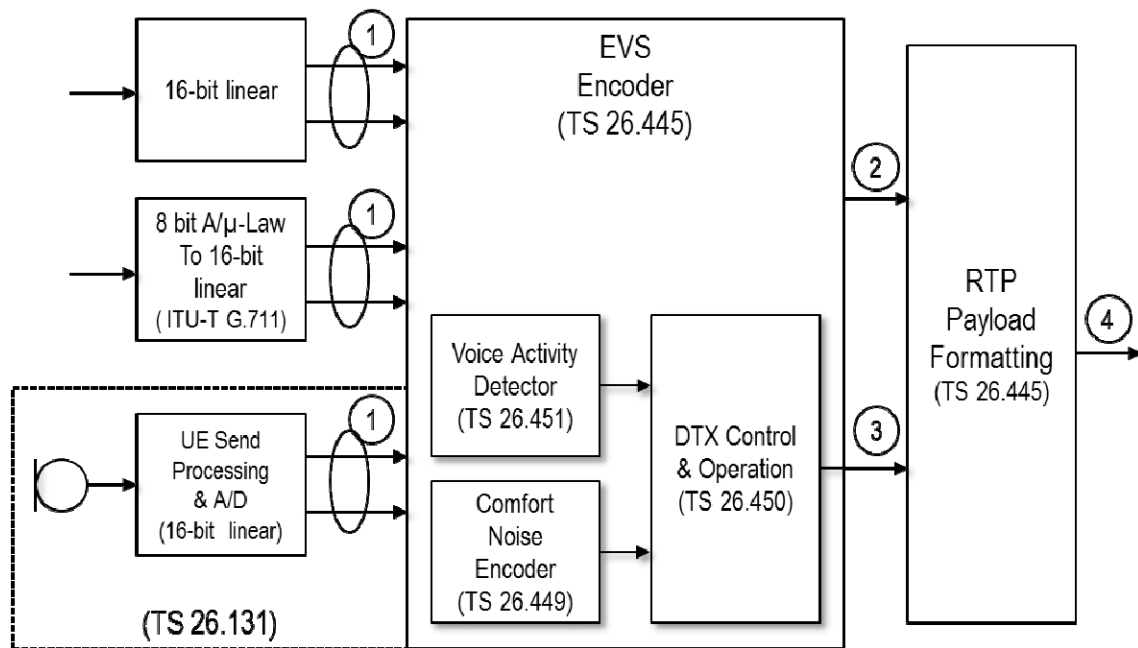 1
16-bit linear
1
8 bit A/μ-Law
To 16-bit
linear
( ITU-T G.711)
1
UE Send
Processing
& A/D
(16-bit linear)
(TS 26.131)
EVS
Encoder
(TS 26.445)
Voice Activity
Detector
(TS 26.451)
Comfort
Noise
Encoder
(TS 26.449)
DTX Control
& Operation
(TS 26.450)
2
3
RTP
Payload
Formatting
(TS 26.445)
4